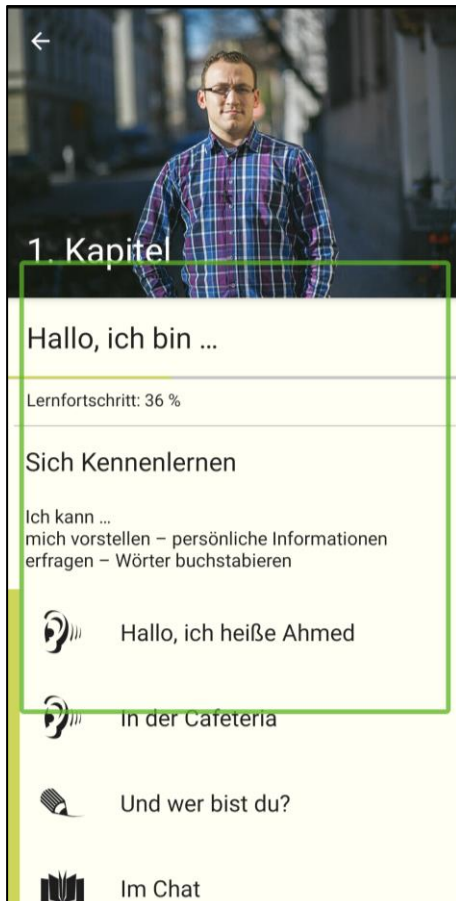 1. Kapitel
Hallo, ich bin ...
Lernfortschritt: 36 %
Sich Kennenlernen
Ich kann ...
mich vorstellen – persönliche Informationen
erfragen – Wörter buchstabieren
Hallo, ich heiße Ahmed
In der Cafeteria
Und wer bist du?
Im Chat